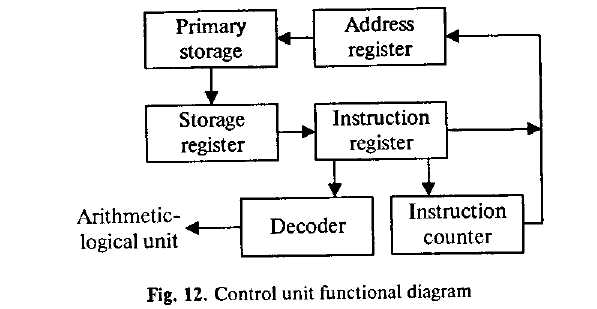 Primary
storage
Address
register
Storage
register
Instruction
register
Arithmetic-
logical unit
Decoder
Instruction
counter
Fig. 12. Control unit functional diagram